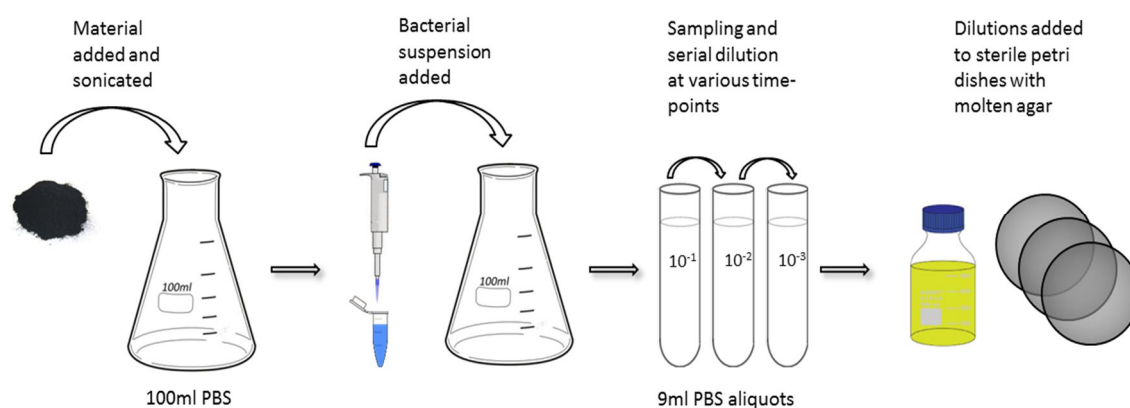 Material
added and
sonicated
Bacterial
suspension
added
Sampling and
serial dilution
at various time-
points
Dilutions added
to sterile petri
dishes with
molten agar
100ml
100ml
10⁻¹
10⁻²
10⁻³
100ml PBS
9ml PBS aliquots